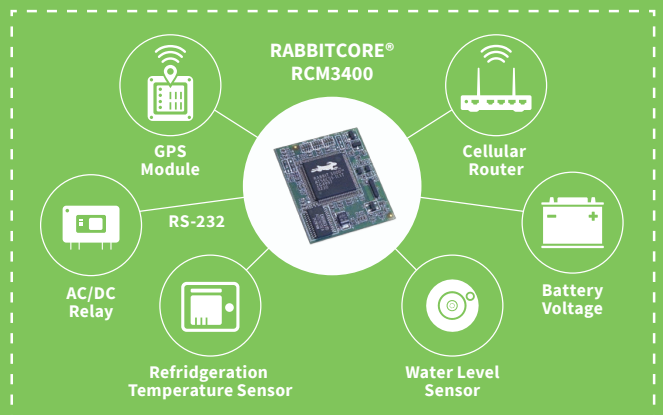 RABBITCORE®
RCM3400
GPS
Module
Cellular
Router
RS-232
AC/DC
Relay
Battery
Voltage
Refridgeration
Temperature Sensor
Water Level
Sensor